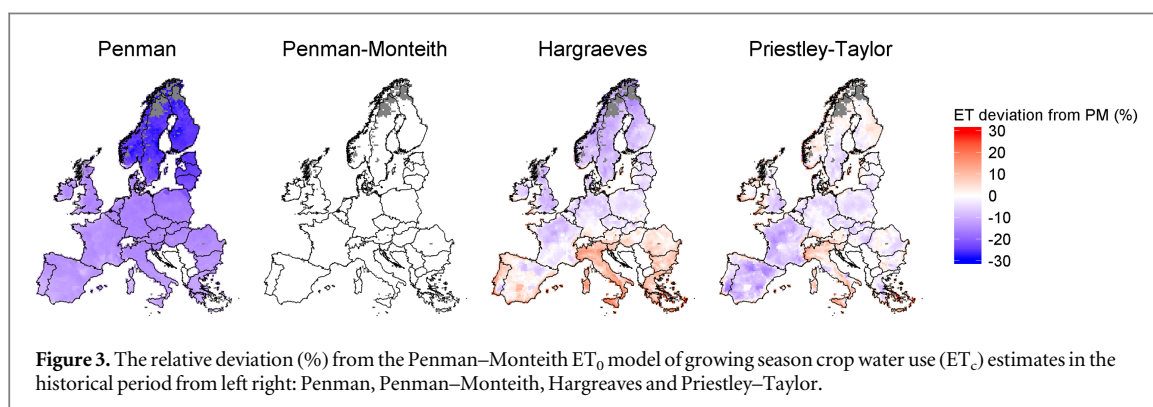 Penman Penman-Monteith Hargraeves Priestley-Taylor
ET deviation from PM (%)
30
20
10
0
-10
-20
-30
Figure 3. The relative deviation (%) from the Penman–Monteith ET₀ model of growing season crop water use (ET꜀) estimates in the
historical period from left right: Penman, Penman–Monteith, Hargreaves and Priestley–Taylor.